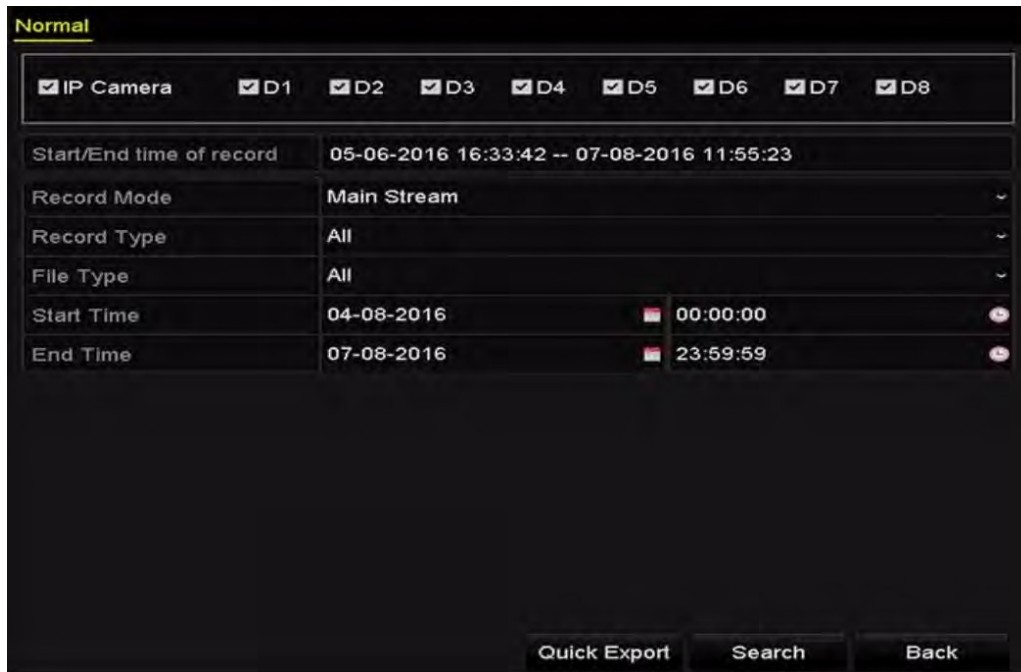 Normal
IP Camera D1 D2 D3 D4 D5 D6 D7 D8
Start/End time of record 05-06-2016 16:33:42 -- 07-08-2016 11:55:23
Record Mode Main Stream
Record Type All
File Type All
Start Time 04-08-2016 00:00:00
End Time 07-08-2016 23:59:59
Quick Export Search Back